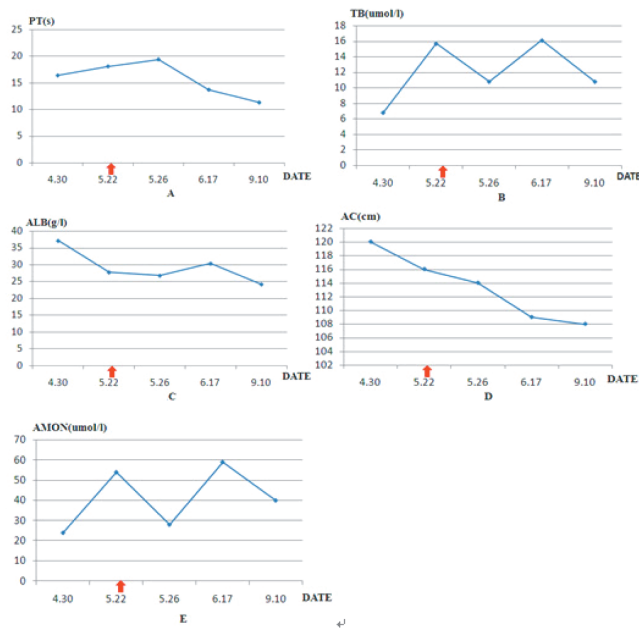 PT(s)
25
20
15
10
5
0
4.30 5.22 5.26 6.17 9.10 DATE
A
TB(umol/l)
18
16
14
12
10
8
6
4
2
0
4.30 5.22 5.26 6.17 9.10 DATE
B
ALB(g/l)
40
35
30
25
20
15
10
5
0
4.30 5.22 5.26 6.17 9.10 DATE
C
AC(cm)
120
118
116
114
112
110
108
106
104
102
4.30 5.22 5.26 6.17 9.10 DATE
D
AMON(umol/l)
70
60
50
40
30
20
10
0
4.30 5.22 5.26 6.17 9.10 DATE
E